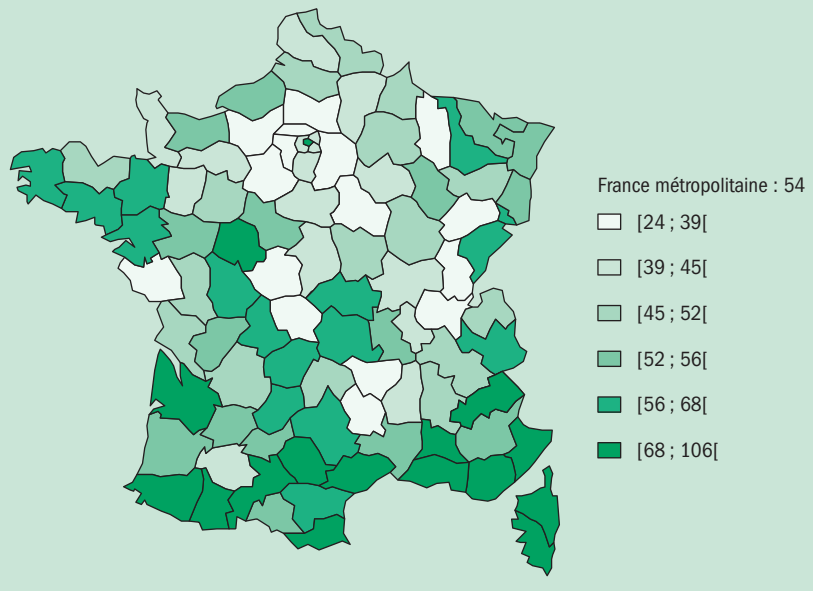 France métropolitaine : 54
[24 ; 39[
[39 ; 45[
[45 ; 52[
[52 ; 56[
[56 ; 68[
[68 ; 106[